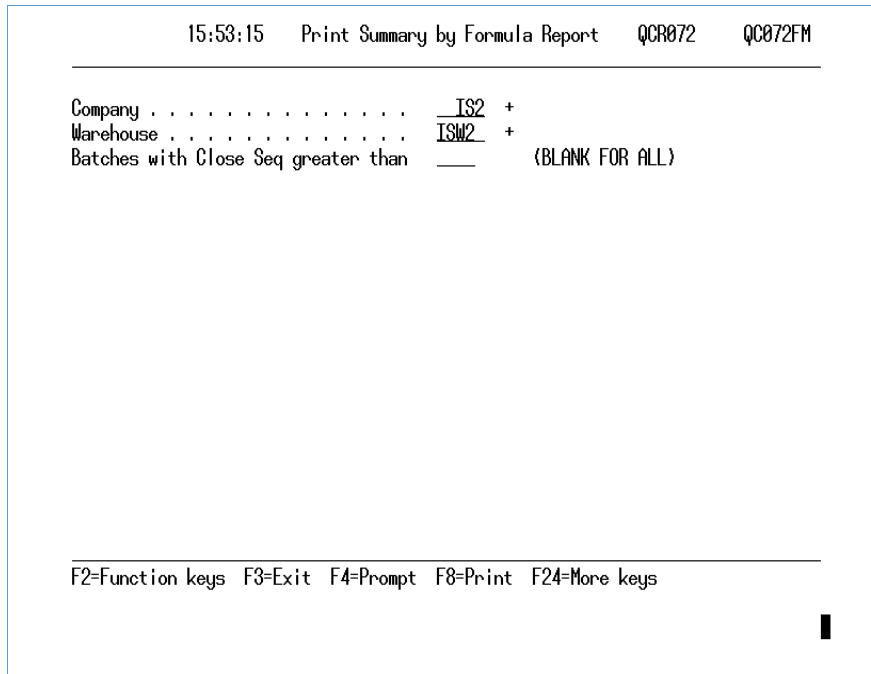 15:53:15 Print Summary by Formula Report QCR072 QC072FM
Company . . . . . . . . . . . . . . IS2 +
Warehouse . . . . . . . . . . . . . ISW2 +
Batches with Close Seq greater than ____ (BLANK FOR ALL)
F2=Function keys F3=Exit F4=Prompt F8=Print F24=More keys